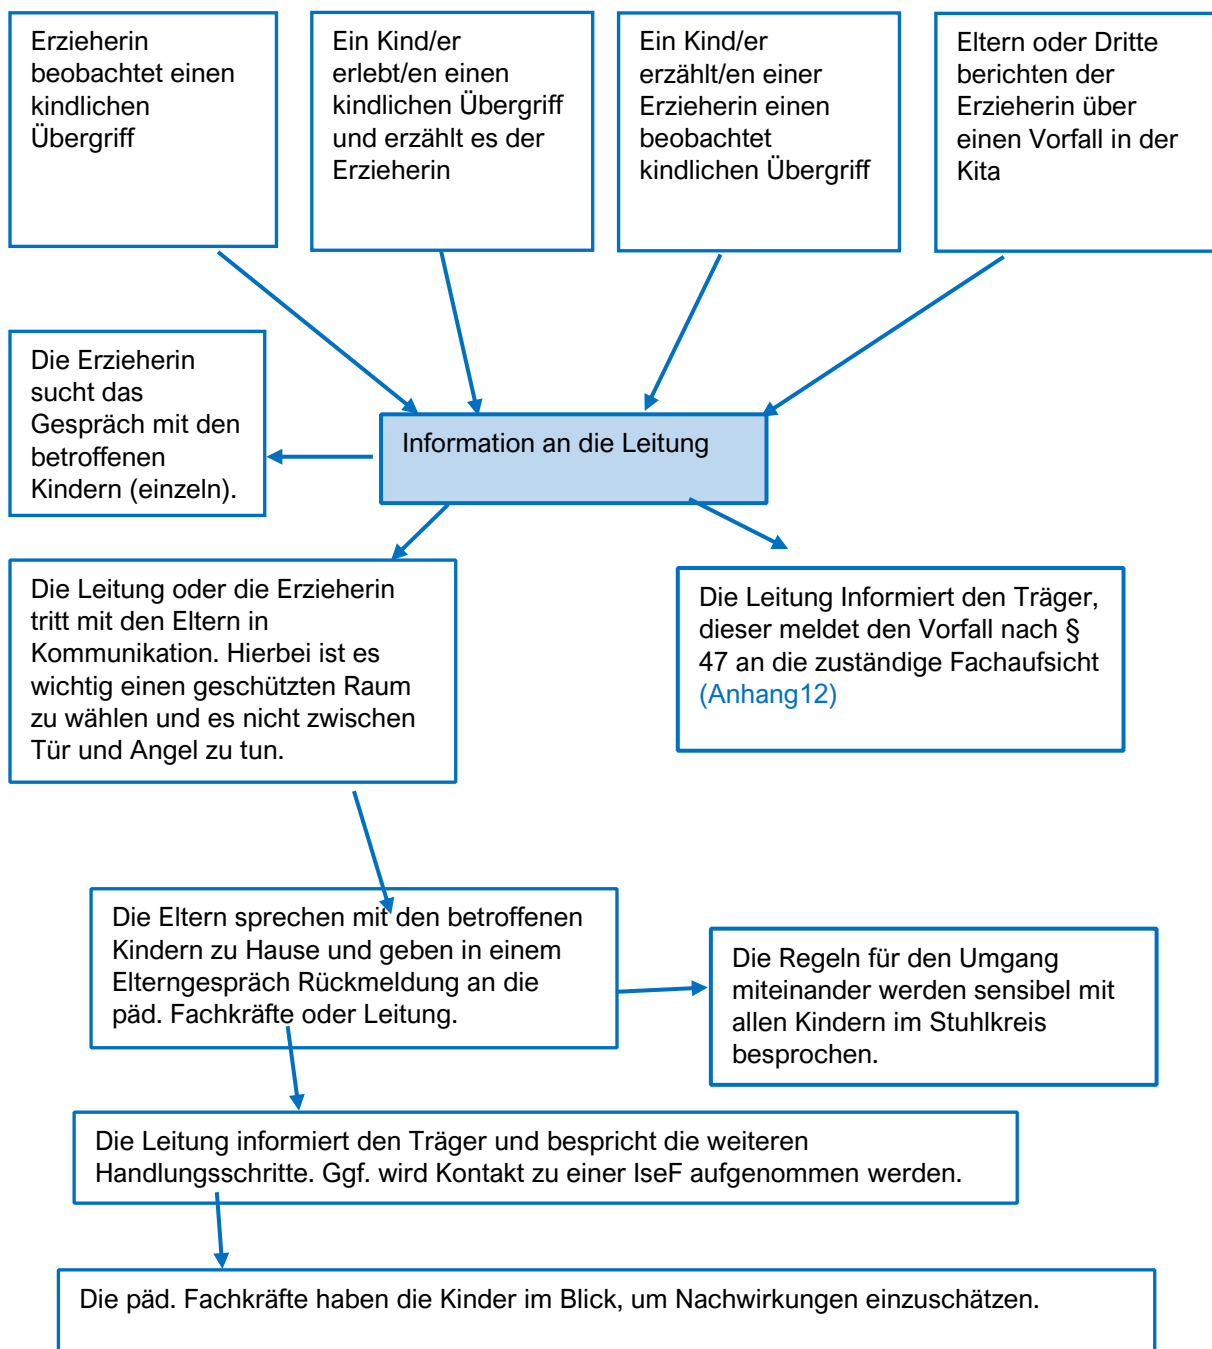 Erzieherin
beobachtet einen
kindlichen
Übergriff
Ein Kind/er
erlebt/en einen
kindlichen Übergriff
und erzählt es der
Erzieherin
Ein Kind/er
erzählt/en einer
Erzieherin einen
beobachtet
kindlichen Übergriff
Eltern oder Dritte
berichten der
Erzieherin über
einen Vorfall in der
Kita
Die Erzieherin
sucht das
Gespräch mit den
betroffenen
Kindern (einzeln).
Information an die Leitung
Die Leitung oder die Erzieherin
tritt mit den Eltern in
Kommunikation. Hierbei ist es
wichtig einen geschützten Raum
zu wählen und es nicht zwischen
Tür und Angel zu tun.
Die Leitung Informiert den Träger,
dieser meldet den Vorfall nach §
47 an die zuständige Fachaufsicht
(Anhang12)
Die Eltern sprechen mit den betroffenen
Kindern zu Hause und geben in einem
Elterngespräch Rückmeldung an die
päd. Fachkräfte oder Leitung.
Die Regeln für den Umgang
miteinander werden sensibel mit
allen Kindern im Stuhlkreis
besprochen.
Die Leitung informiert den Träger und bespricht die weiteren
Handlungsschritte. Ggf. wird Kontakt zu einer IseF aufgenommen werden.
Die päd. Fachkräfte haben die Kinder im Blick, um Nachwirkungen einzuschätzen.